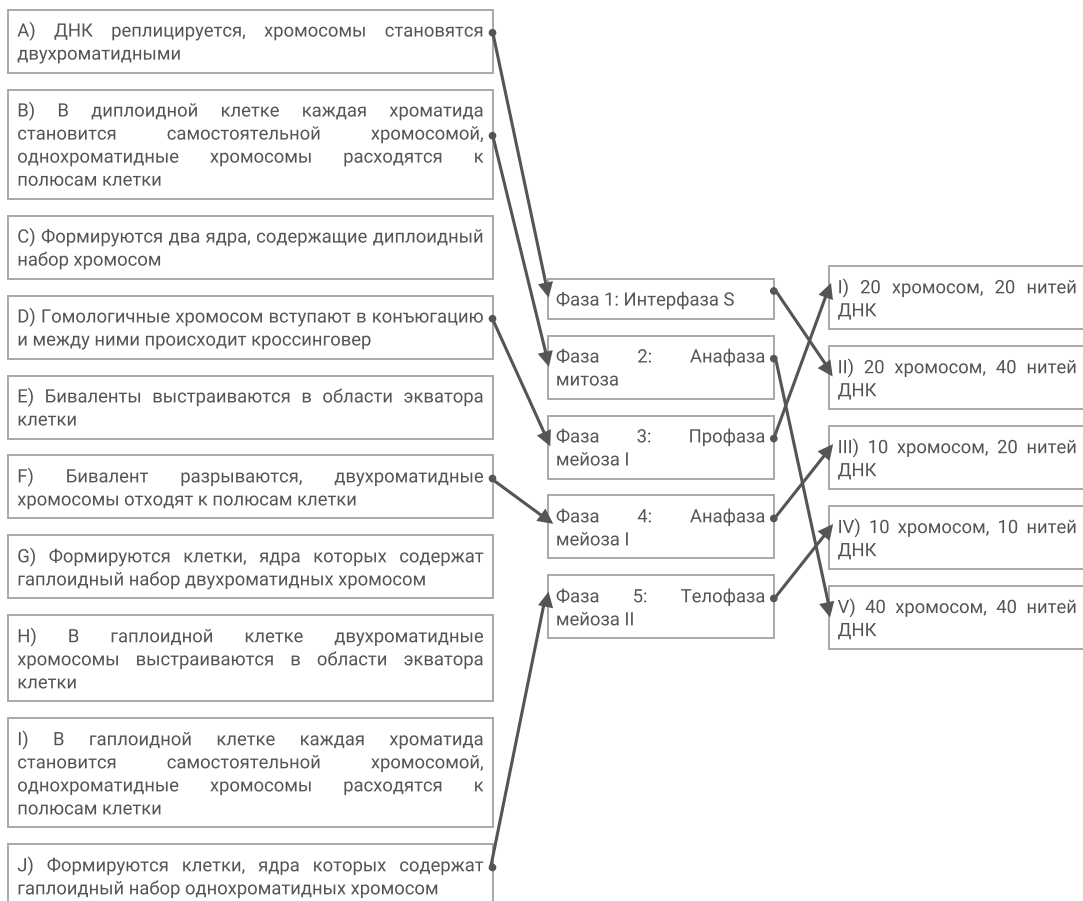 A) ДНК реплицируется, хромосомы становятся
двухроматидными
B) В диплоидной клетке каждая хроматида
становится самостоятельной хромосомой,
однохроматидные хромосомы расходятся к
полюсам клетки
C) Формируются два ядра, содержащие диплоидный
набор хромосом
D) Гомологичные хромосом вступают в конъюгацию
и между ними происходит кроссинговер
E) Биваленты выстраиваются в области экватора
клетки
F) Бивалент разрываются, двухроматидные
хромосомы отходят к полюсам клетки
G) Формируются клетки, ядра которых содержат
гаплоидный набор двухроматидных хромосом
H) В гаплоидной клетке двухроматидные
хромосомы выстраиваются в области экватора
клетки
I) В гаплоидной клетке каждая хроматида
становится самостоятельной хромосомой,
однохроматидные хромосомы расходятся к
полюсам клетки
J) Формируются клетки, ядра которых содержат
гаплоидный набор однохроматидных хромосом
Фаза 1: Интерфаза S
Фаза 2: Анафаза
митоза
Фаза 3: Профаза
мейоза I
Фаза 4: Анафаза
мейоза I
Фаза 5: Телофаза
мейоза II
I) 20 хромосом, 20 нитей
ДНК
II) 20 хромосом, 40 нитей
ДНК
III) 10 хромосом, 20 нитей
ДНК
IV) 10 хромосом, 10 нитей
ДНК
V) 40 хромосом, 40 нитей
ДНК